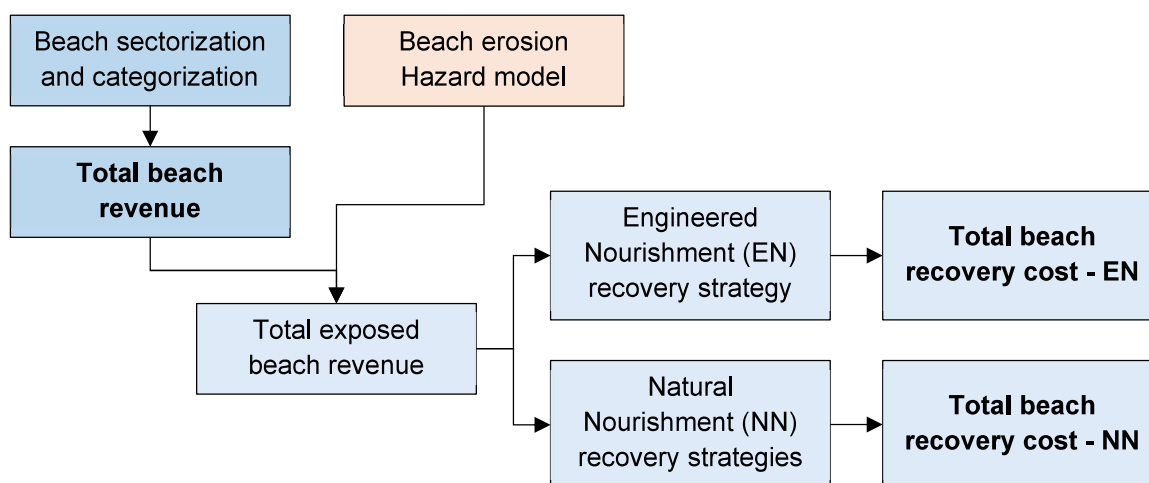 Beach sectorization
and categorization
Beach erosion
Hazard model
Total beach
revenue
Total exposed
beach revenue
Engineered
Nourishment (EN)
recovery strategy
Total beach
recovery cost - EN
Natural
Nourishment (NN)
recovery strategies
Total beach
recovery cost - NN